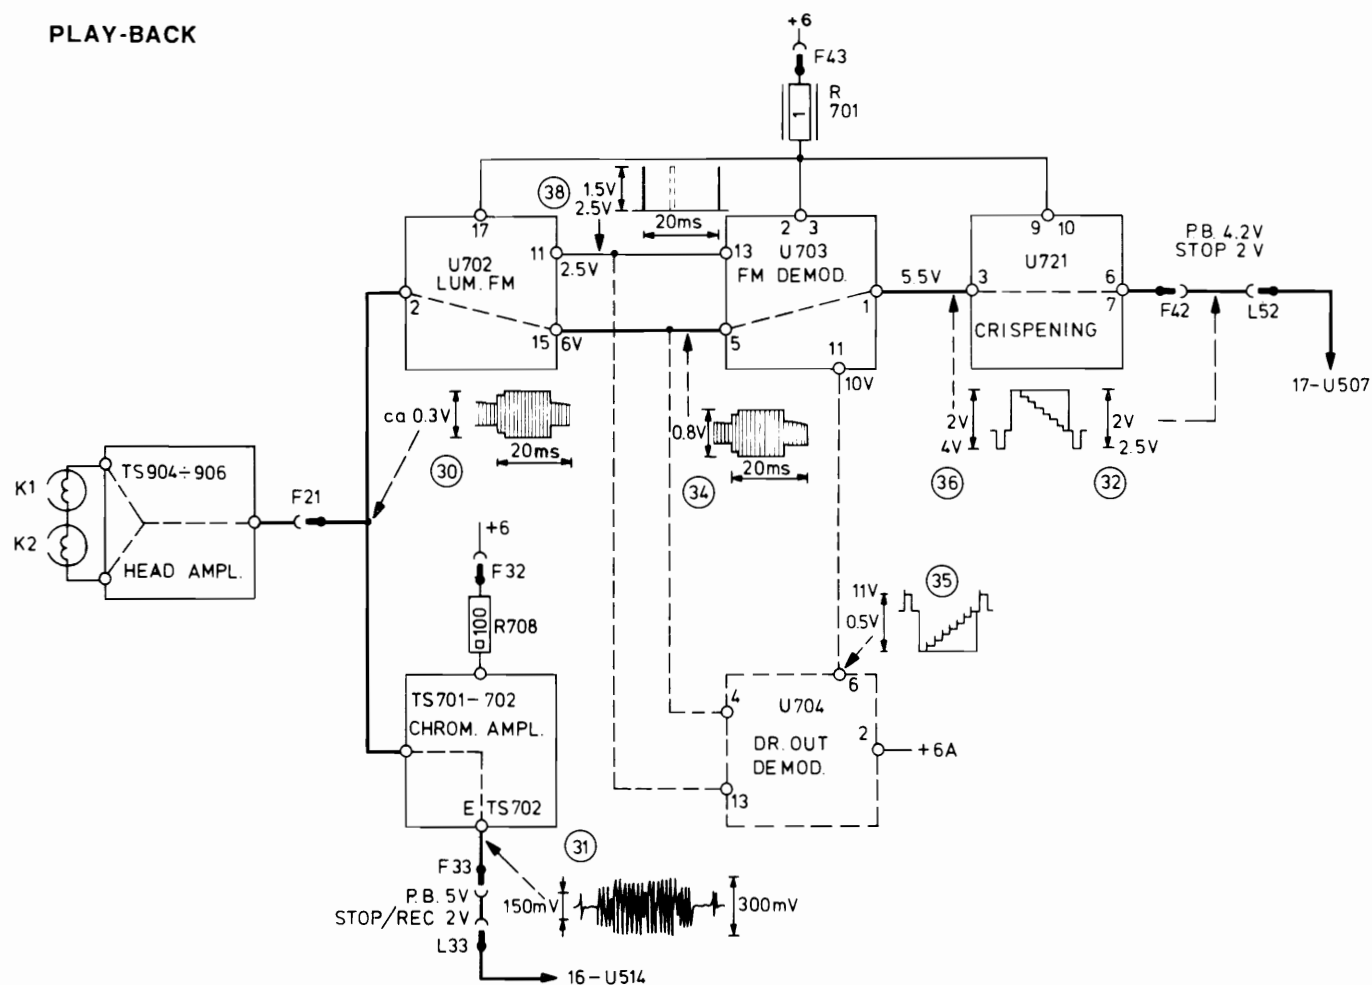 PLAY-BACK
+6
F43
R
701
1
38
1.5V
2.5V
20ms
17
U702
LUM. FM
2
11
2.5V
15
6V
13
2
3
U703
FM DEMOD.
5
1
11
10V
5.5V
9
10
U721
3
6
7
CRISPENING
P.B. 4.2V
STOP 2V
F42
L52
17-U507
ca 0.3V
20ms
30
0.8V
20ms
34
2V
4V
36
2V
2.5V
32
K1
K2
TS904÷906
HEAD AMPL.
F21
+6
F32
100
R708
TS701-702
CHROM. AMPL.
E
TS702
35
11V
0.5V
4
6
U704
2
+6A
DR. OUT
DEMOD.
13
31
F33
P.B. 5V
STOP/REC 2V
L33
150mV
300mV
16-U514